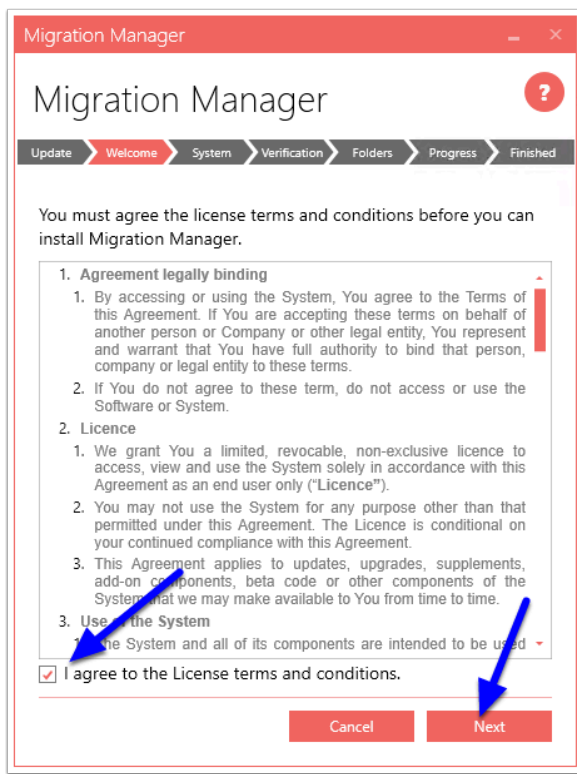 Migration Manager
Migration Manager
?
Update Welcome System Verification Folders Progress Finished
You must agree the license terms and conditions before you can
install Migration Manager.
1. Agreement legally binding
1. By accessing or using the System, You agree to the Terms of
this Agreement. If You are accepting these terms on behalf of
another person or Company or other legal entity, You represent
and warrant that You have full authority to bind that person,
company or legal entity to these terms.
2. If You do not agree to these term, do not access or use the
Software or System.
2. Licence
1. We grant You a limited, revocable, non-exclusive licence to
access, view and use the System solely in accordance with this
Agreement as an end user only (“Licence”).
2. You may not use the System for any purpose other than that
permitted under this Agreement. The Licence is conditional on
your continued compliance with this Agreement.
3. This Agreement applies to updates, upgrades, supplements,
add-on components, beta code or other components of the
System that we may make available to You from time to time.
3. Use of the System
1. The System and all of its components are intended to be used
I agree to the License terms and conditions.
Cancel Next